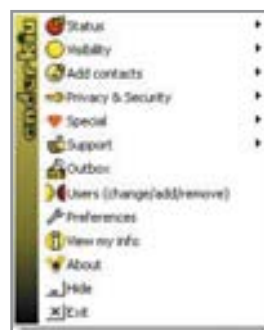 Status
Visibility
Add contacts
Privacy & Security
Special
Support
Outbox
Users (change/add/remove)
Preferences
View my info
About
Hide
Exit